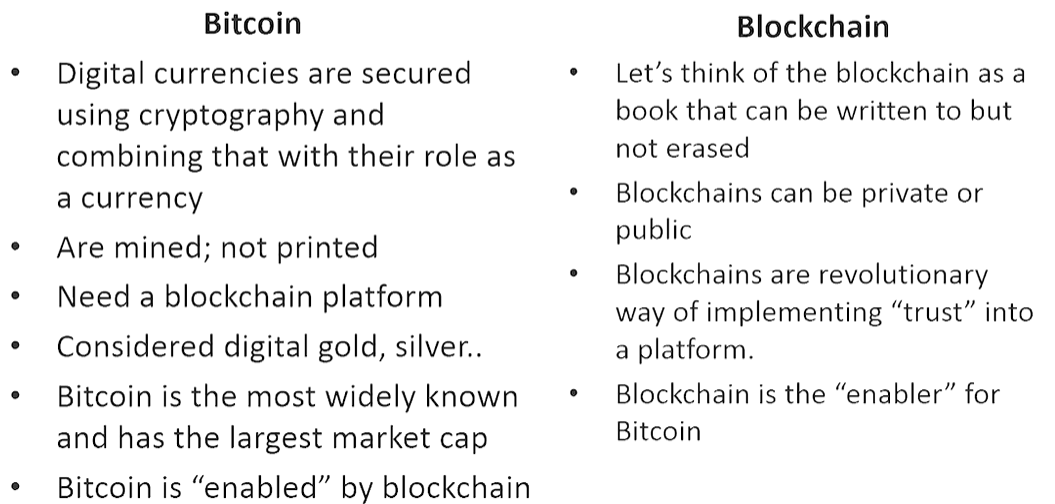 Bitcoin
• Digital currencies are secured
using cryptography and
combining that with their role as
a currency
• Are mined; not printed
• Need a blockchain platform
• Considered digital gold, silver..
• Bitcoin is the most widely known
and has the largest market cap
• Bitcoin is “enabled” by blockchain
Blockchain
• Let’s think of the blockchain as a
book that can be written to but
not erased
• Blockchains can be private or
public
• Blockchains are revolutionary
way of implementing “trust” into
a platform.
• Blockchain is the “enabler” for
Bitcoin